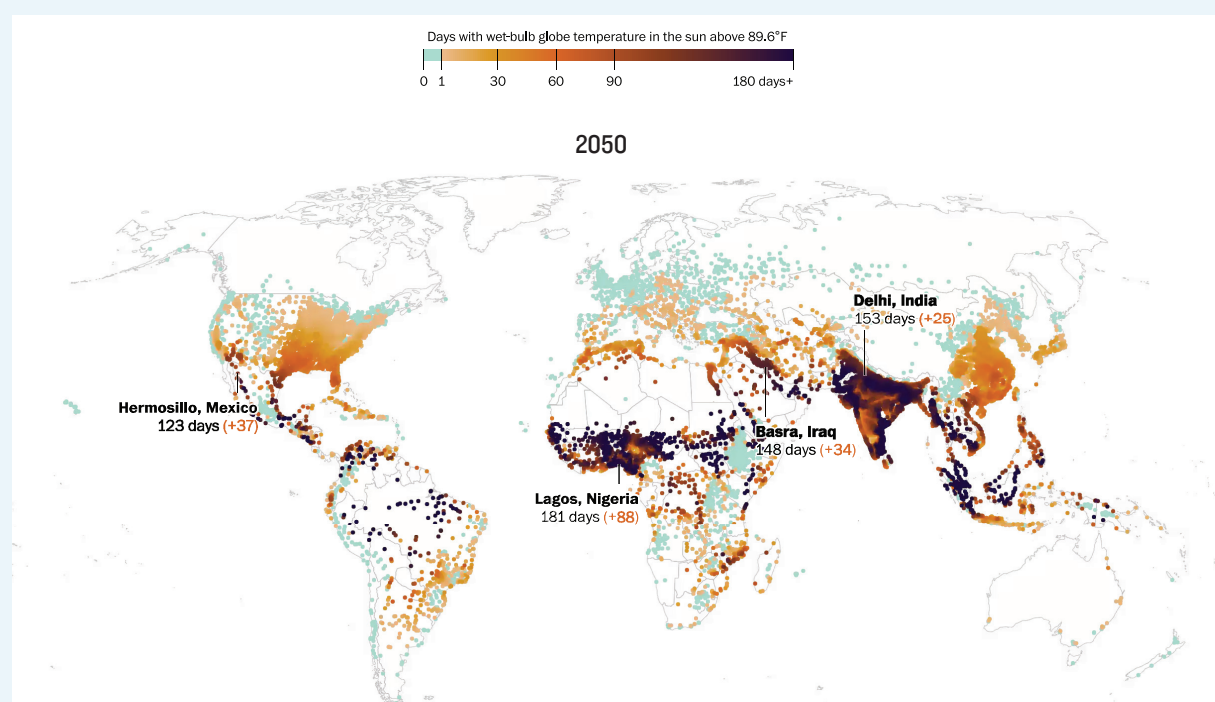 Days with wet-bulb globe temperature in the sun above 89.6°F
0 1 30 60 90 180 days+
2050
Delhi, India
153 days (+25)
Hermosillo, Mexico
123 days (+37)
Basra, Iraq
148 days (+34)
Lagos, Nigeria
181 days (+88)